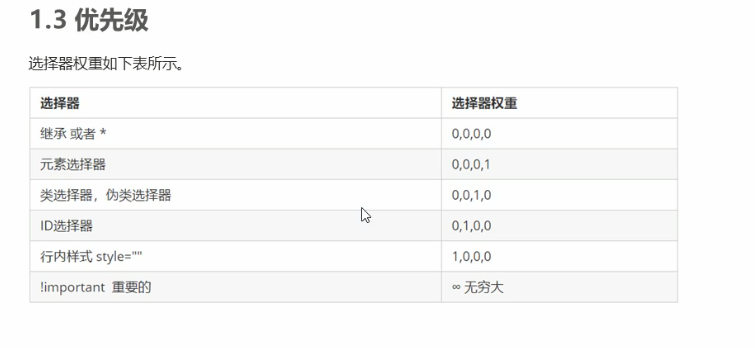 1.3 优先级
选择器权重如下表所示。
选择器 选择器权重
继承 或者 * 0,0,0,0
元素选择器 0,0,0,1
类选择器，伪类选择器 0,0,1,0
ID选择器 0,1,0,0
行内样式 style="" 1,0,0,0
!important 重要的 ∞ 无穷大